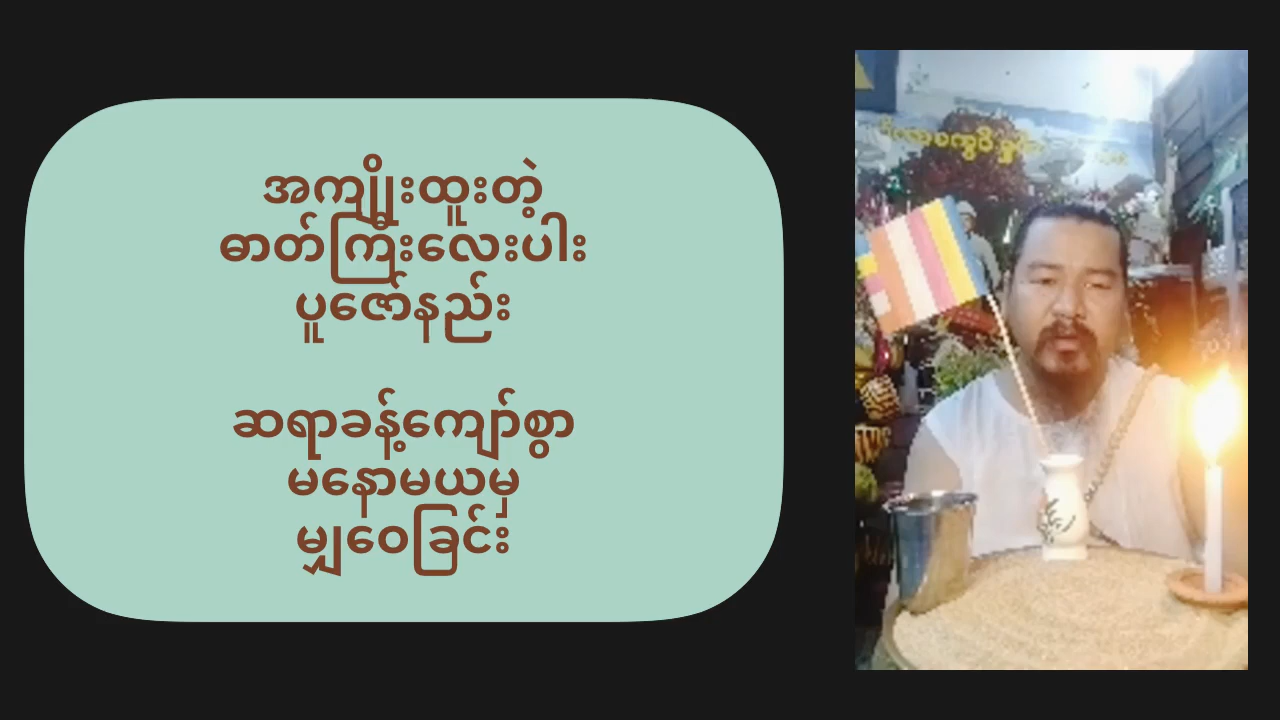 အကျိုးထူးတဲ့
ဓာတ်ကြီးလေးပါး
ပူဇော်နည်း
ဆရာခန့်ကျော်စွာ
မနောမယမှ
မျှဝေခြင်း